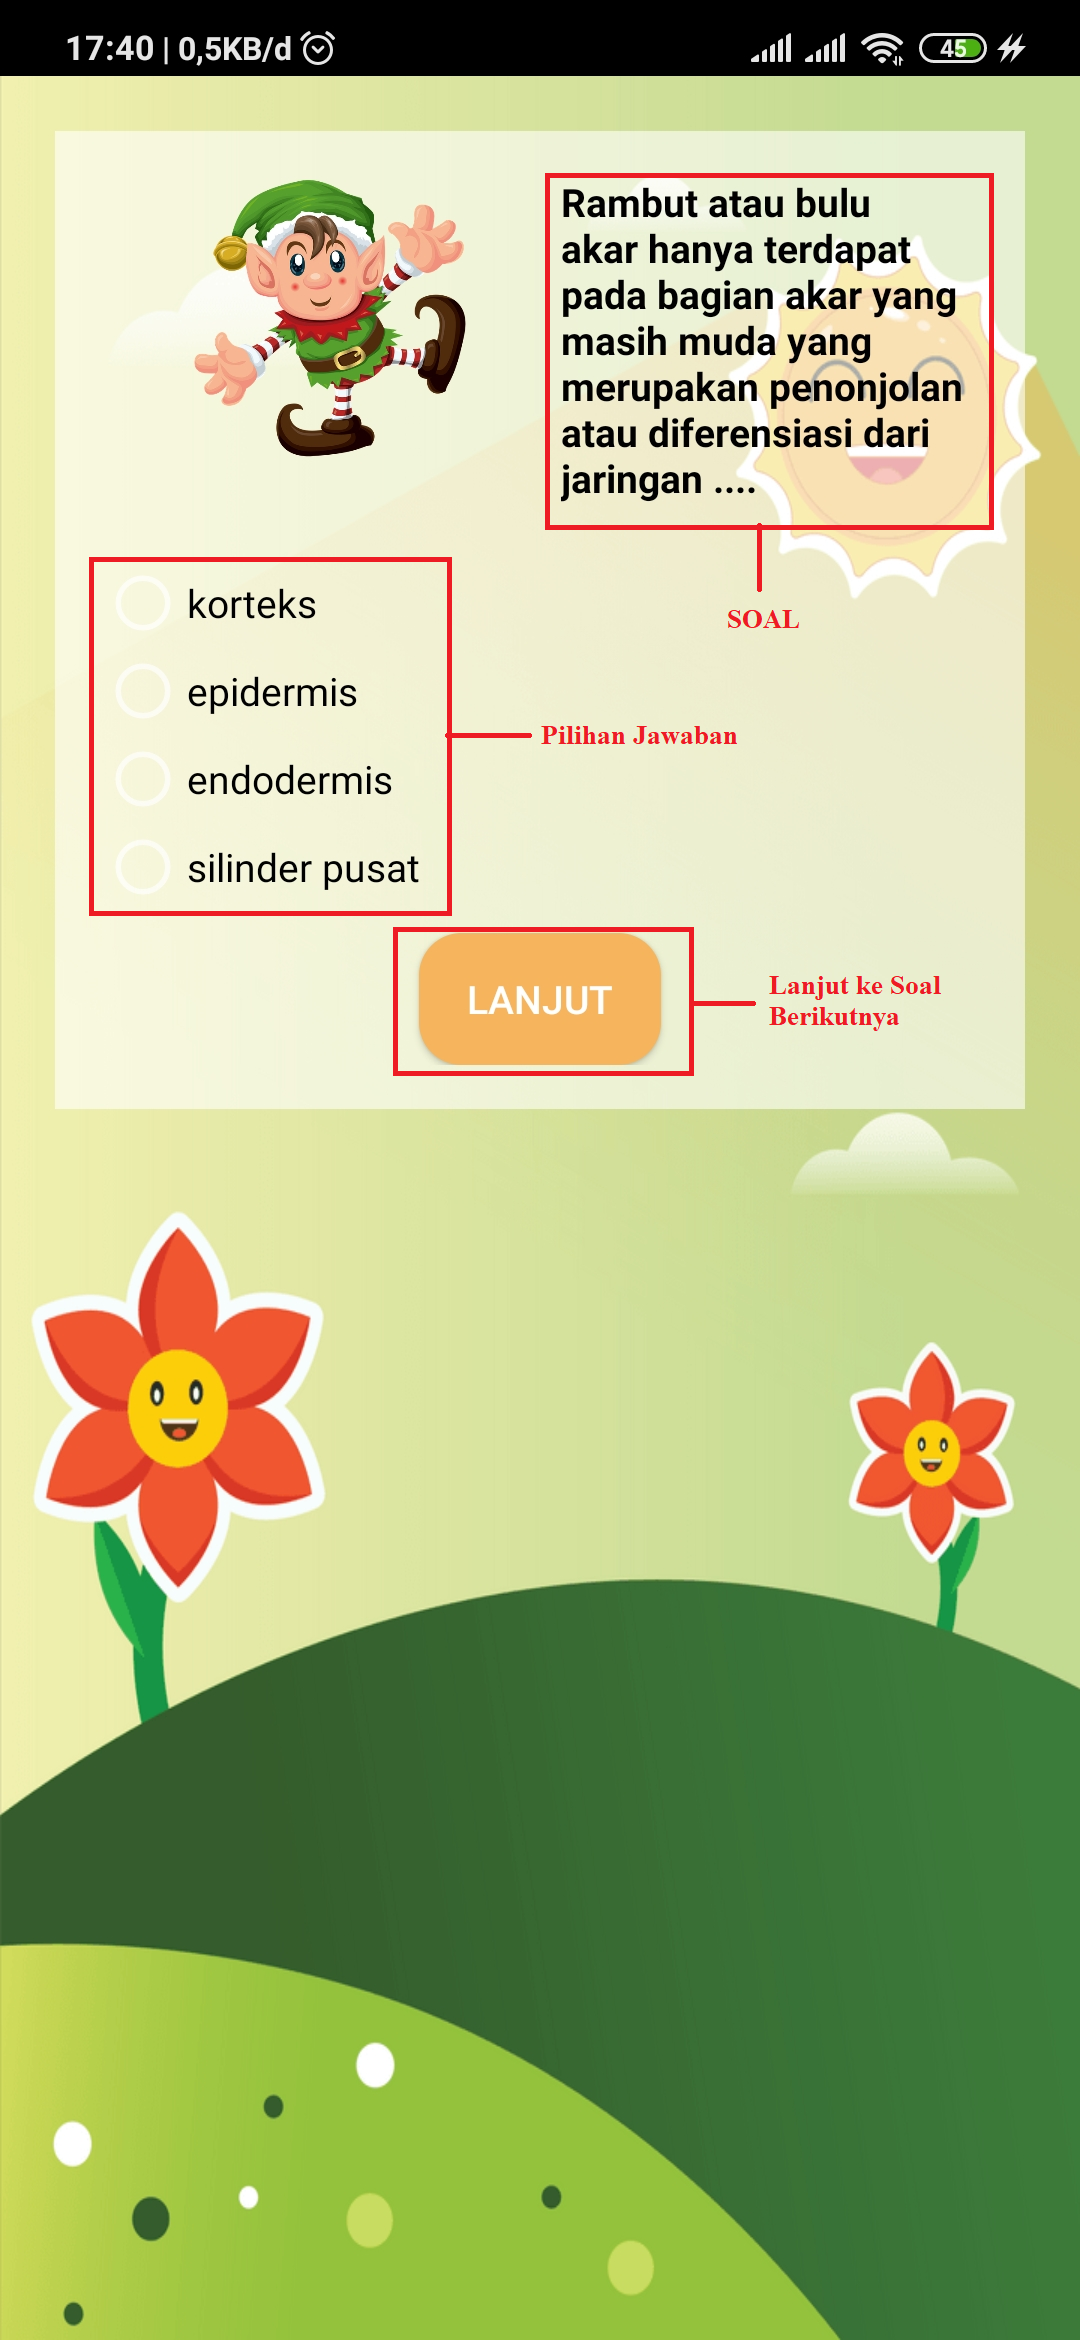 17:40 | 0,5KB/d
45
Rambut atau bulu
akar hanya terdapat
pada bagian akar yang
masih muda yang
merupakan penonjolan
atau diferensiasi dari
jaringan ....
SOAL
korteks
epidermis
endodermis
silinder pusat
Pilihan Jawaban
LANJUT
Lanjut ke Soal
Berikutnya